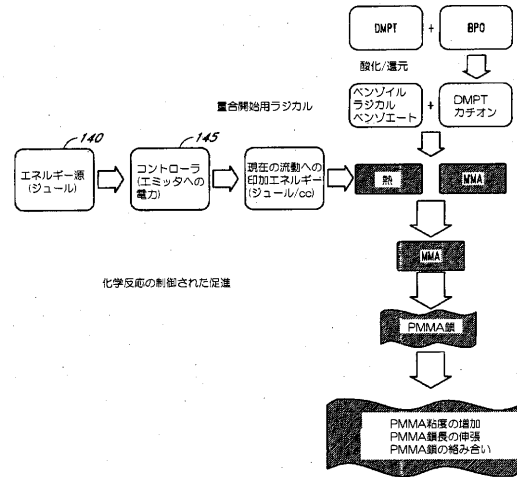 DMPT + BPO
酸化/還元
重合開始用ラジカル
ベンゾイル
ラジカル
ベンゾエート
+
DMPT
カチオン
140
145
エネルギー源
(ジュール)
コントローラ
(エミッタへの
電力)
現在の流動への
印加エネルギー
(ジュール/cc)
熱
MMA
MMA
化学反応の制御された促進
PMMA鎖
PMMA粘度の増加
PMMA鎖長の伸張
PMMA鎖の絡み合い